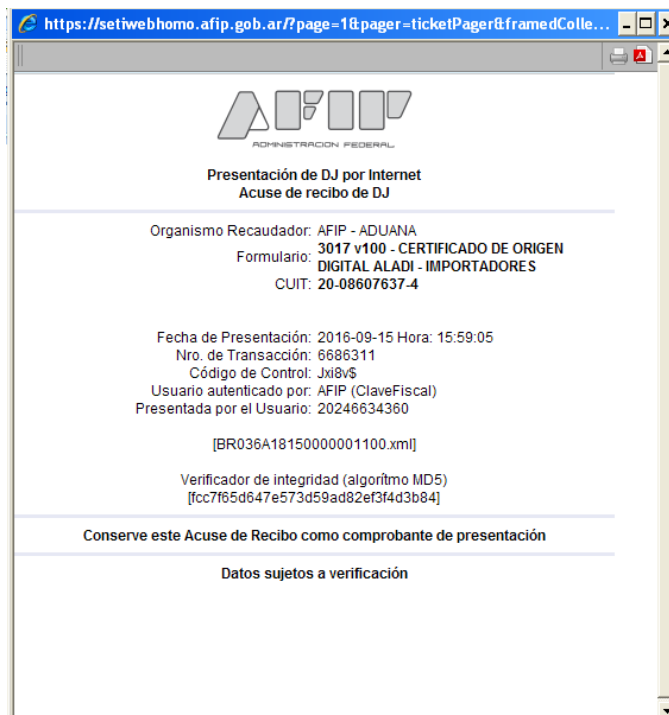 https://setiwebhomo.afip.gob.ar/?page=1&pager=ticketPager&framedColle...
AFIP
ADMINISTRACION FEDERAL
Presentación de DJ por Internet
Acuse de recibo de DJ
Organismo Recaudador: AFIP - ADUANA
Formulario: 3017 v100 - CERTIFICADO DE ORIGEN
DIGITAL ALADI - IMPORTADORES
CUIT: 20-08607637-4
Fecha de Presentación: 2016-09-15 Hora: 15:59:05
Nro. de Transacción: 6686311
Código de Control: Jxi8v$
Usuario autenticado por: AFIP (ClaveFiscal)
Presentada por el Usuario: 20246634360
[BR036A18150000001100.xml]
Verificador de integridad (algorítmo MD5)
[fcc7f65d647e573d59ad82ef3f4d3b84]
Conserve este Acuse de Recibo como comprobante de presentación
Datos sujetos a verificación